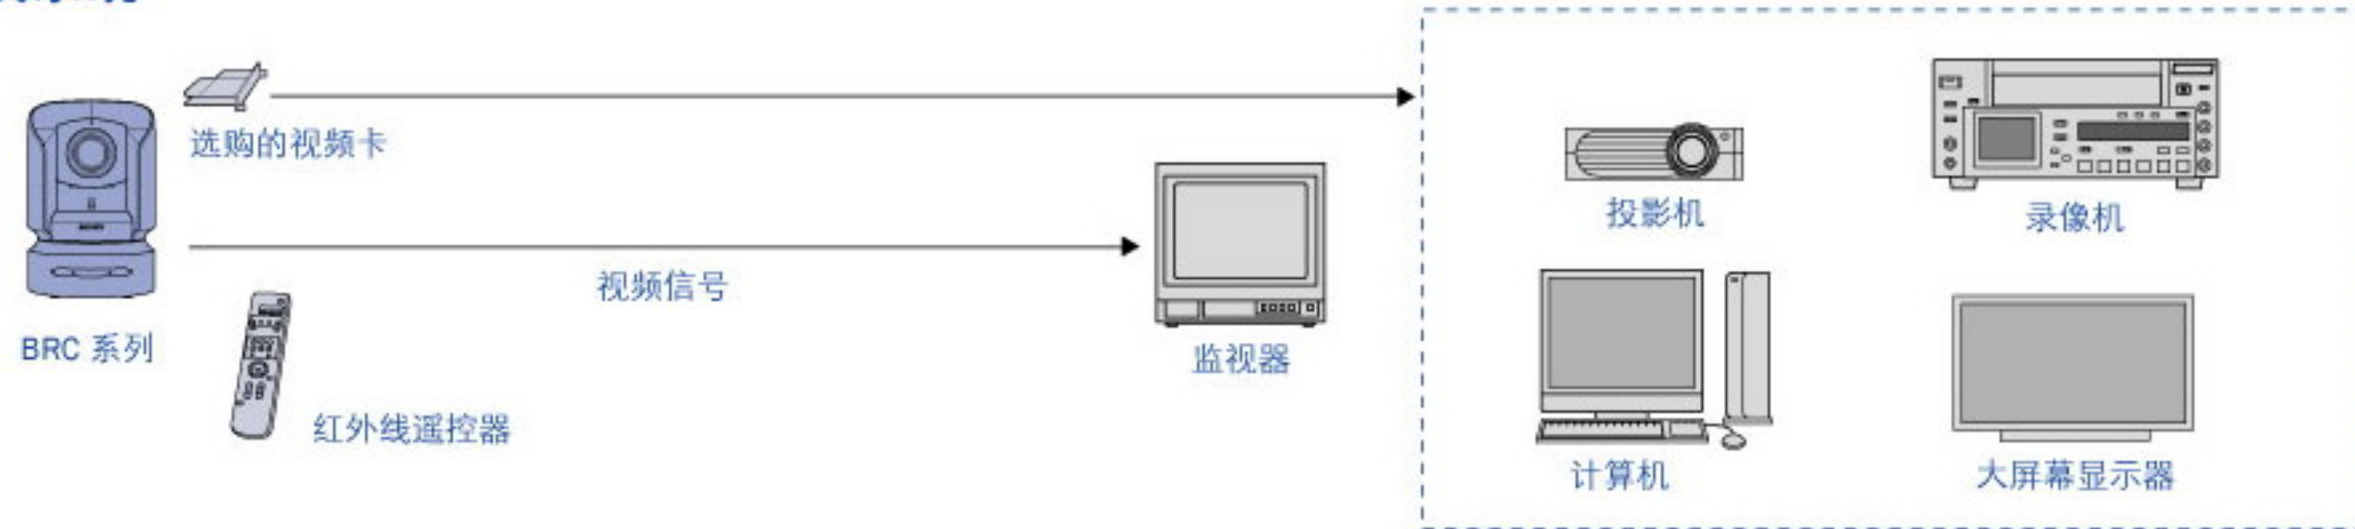 选购的视频卡
视频信号
BRC 系列
红外线遥控器
监视器
投影机
录像机
计算机
大屏幕显示器